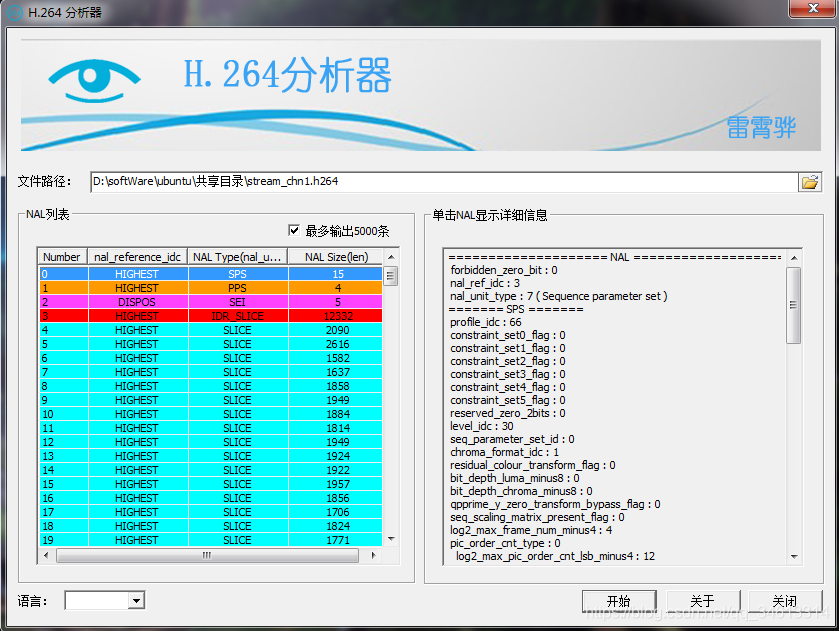 H.264 分析器
H.264分析器
雷霄骅
文件路径： D:\softWare\ubuntu\共享目录\stream_chn1.h264
NAL列表
最多输出5000条
Number nal_reference_idc NAL Type(nal_u... NAL Size(len)
0 HIGHEST SPS 15
1 HIGHEST PPS 4
2 DISPOS SEI 5
3 HIGHEST IDR_SLICE 12332
4 HIGHEST SLICE 2090
5 HIGHEST SLICE 2616
6 HIGHEST SLICE 1582
7 HIGHEST SLICE 1637
8 HIGHEST SLICE 1858
9 HIGHEST SLICE 1949
10 HIGHEST SLICE 1884
11 HIGHEST SLICE 1814
12 HIGHEST SLICE 1949
13 HIGHEST SLICE 1924
14 HIGHEST SLICE 1922
15 HIGHEST SLICE 1957
16 HIGHEST SLICE 1856
17 HIGHEST SLICE 1706
18 HIGHEST SLICE 1824
19 HIGHEST SLICE 1771
单击NAL显示详细信息
==================== NAL ====================
forbidden_zero_bit : 0
nal_ref_idc : 3
nal_unit_type : 7 ( Sequence parameter set )
======= SPS =======
profile_idc : 66
constraint_set0_flag : 0
constraint_set1_flag : 0
constraint_set2_flag : 0
constraint_set3_flag : 0
constraint_set4_flag : 0
constraint_set5_flag : 0
reserved_zero_2bits : 0
level_idc : 30
seq_parameter_set_id : 0
chroma_format_idc : 1
residual_colour_transform_flag : 0
bit_depth_luma_minus8 : 0
bit_depth_chroma_minus8 : 0
qpprime_y_zero_transform_bypass_flag : 0
seq_scaling_matrix_present_flag : 0
log2_max_frame_num_minus4 : 4
pic_order_cnt_type : 0
log2_max_pic_order_cnt_lsb_minus4 : 12
语言：
开始 关于 关闭